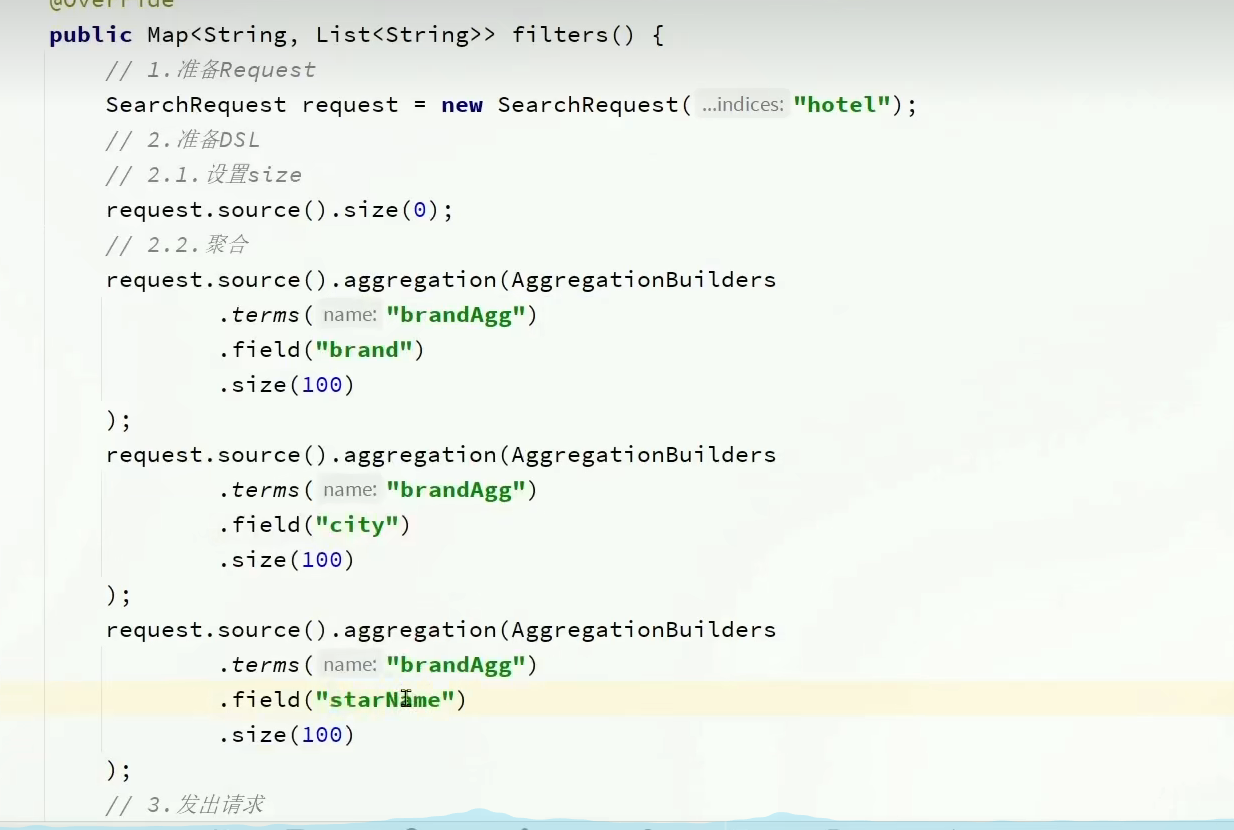 @Override
public Map<String, List<String>> filters() {
// 1.准备Request
SearchRequest request = new SearchRequest( ...indices: "hotel");
// 2.准备DSL
// 2.1.设置size
request.source().size(0);
// 2.2.聚合
request.source().aggregation(AggregationBuilders
.terms( name: "brandAgg")
.field("brand")
.size(100)
);
request.source().aggregation(AggregationBuilders
.terms( name: "brandAgg")
.field("city")
.size(100)
);
request.source().aggregation(AggregationBuilders
.terms( name: "brandAgg")
.field("starName")
.size(100)
);
// 3.发出请求